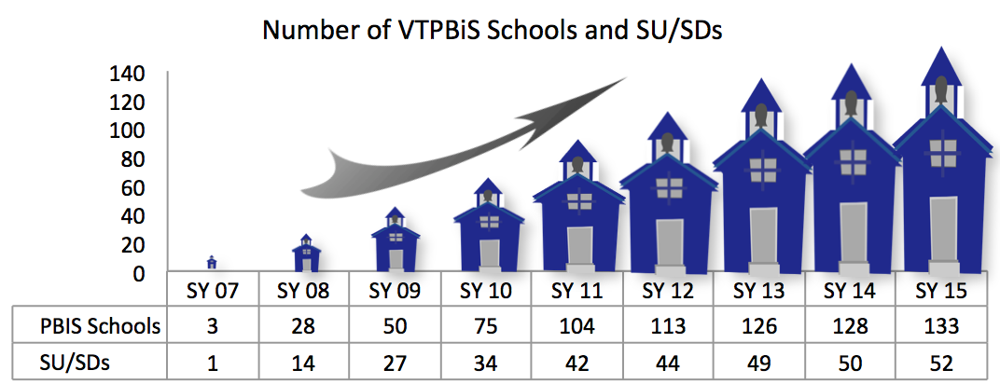 Number of VTPBiS Schools and SU/SDs
140
120
100
80
60
40
20
0
SY 07 SY 08 SY 09 SY 10 SY 11 SY 12 SY 13 SY 14 SY 15
PBIS Schools 3 28 50 75 104 113 126 128 133
SU/SDs 1 14 27 34 42 44 49 50 52